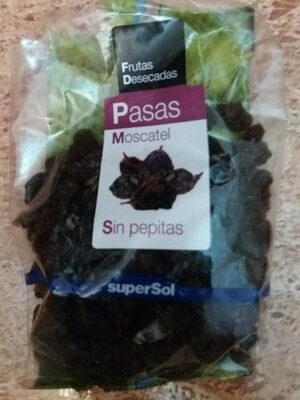 Frutas
Desecadas
Pasas
Moscatel
Sin pepitas
superSol